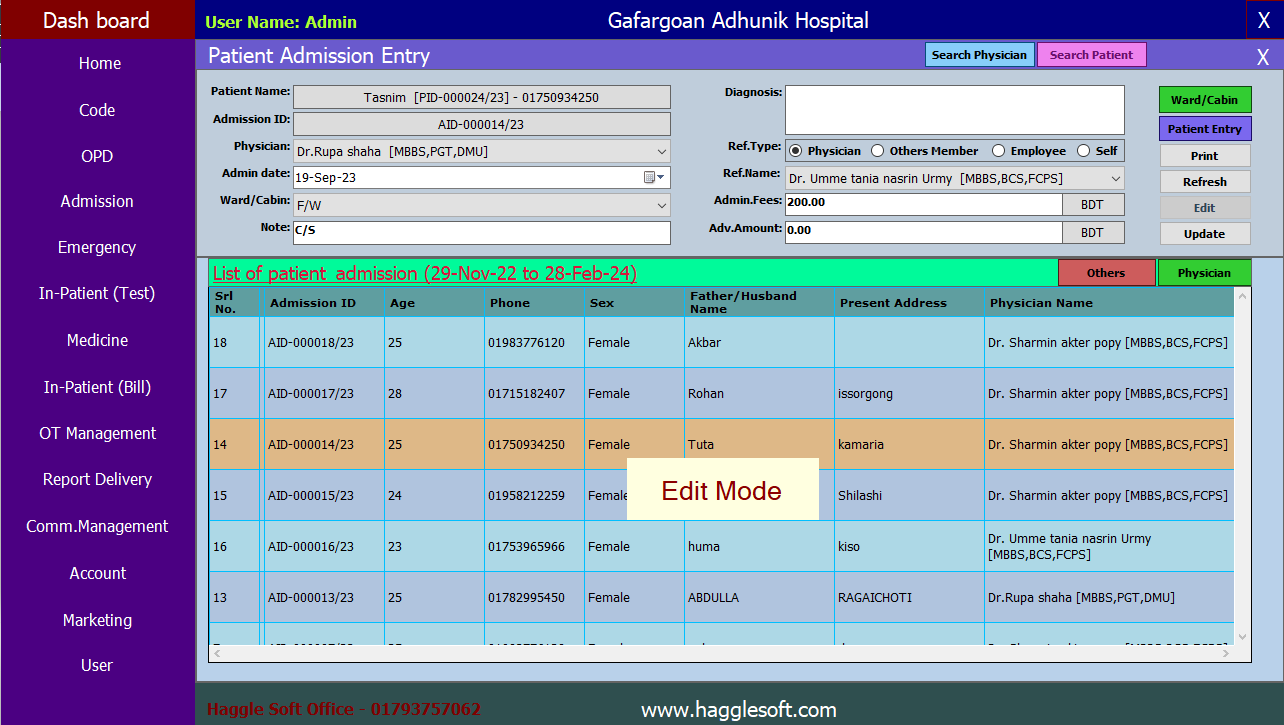 Dash board
User Name: Admin
Gafargoan Adhunik Hospital
X
Home
Code
OPD
Admission
Emergency
In-Patient (Test)
Medicine
In-Patient (Bill)
OT Management
Report Delivery
Comm.Management
Account
Marketing
User
Patient Admission Entry
Search Physician
Search Patient
X
Patient Name: Tasnim [PID-000024/23] - 01750934250
Admission ID: AID-000014/23
Physician: Dr.Rupa shaha [MBBS,PGT,DMU]
Admin date: 19-Sep-23
Ward/Cabin: F/W
Note: C/S
Diagnosis:
Ref.Type: Physician Others Member Employee Self
Ref.Name: Dr. Umme tania nasrin Urmy [MBBS,BCS,FCPS]
Admin.Fees: 200.00 BDT
Adv.Amount: 0.00 BDT
Ward/Cabin
Patient Entry
Print
Refresh
Edit
Update
List of patient admission (29-Nov-22 to 28-Feb-24)
Others
Physician
Srl No. Admission ID Age Phone Sex Father/Husband Name Present Address Physician Name
18 AID-000018/23 25 01983776120 Female Akbar Dr. Sharmin akter popy [MBBS,BCS,FCPS]
17 AID-000017/23 28 01715182407 Female Rohan issorgong Dr. Sharmin akter popy [MBBS,BCS,FCPS]
14 AID-000014/23 25 01750934250 Female Tuta kamaria Dr. Sharmin akter popy [MBBS,BCS,FCPS]
15 AID-000015/23 24 01958212259 Female Shilashi Dr. Sharmin akter popy [MBBS,BCS,FCPS]
Edit Mode
16 AID-000016/23 23 01753965966 Female huma kiso Dr. Umme tania nasrin Urmy [MBBS,BCS,FCPS]
13 AID-000013/23 25 01782995450 Female ABDULLA RAGAICHOTI Dr.Rupa shaha [MBBS,PGT,DMU]
Haggle Soft Office - 01793757062
www.hagglesoft.com